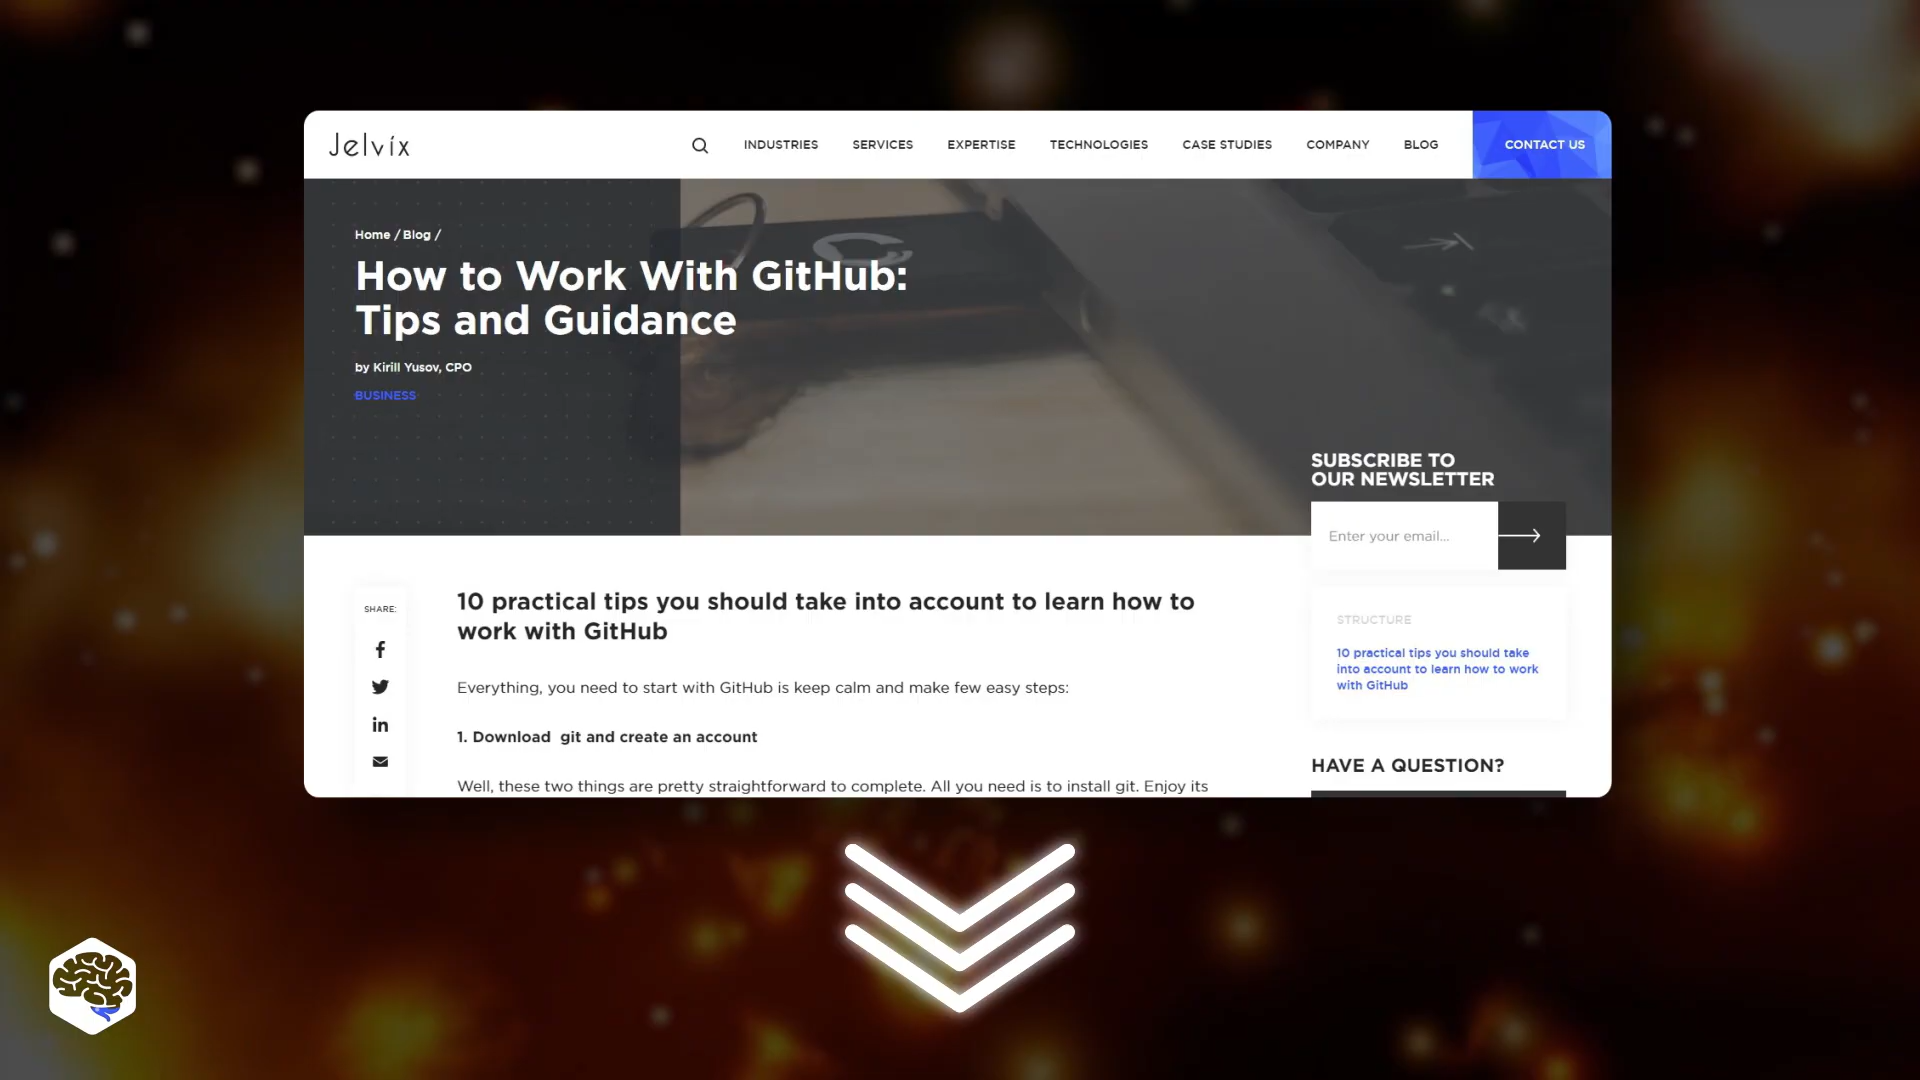 Jelvix
INDUSTRIES
SERVICES
EXPERTISE
TECHNOLOGIES
CASE STUDIES
COMPANY
BLOG
CONTACT US
Home / Blog /
How to Work With GitHub:
Tips and Guidance
by Kirill Yusov, CPO
BUSINESS
SUBSCRIBE TO
OUR NEWSLETTER
Enter your email...
SHARE:
10 practical tips you should take into account to learn how to
work with GitHub
Everything, you need to start with GitHub is keep calm and make few easy steps:
1. Download  git and create an account
Well, these two things are pretty straightforward to complete. All you need is to install git. Enjoy its
STRUCTURE
10 practical tips you should take
into account to learn how to work
with GitHub
HAVE A QUESTION?